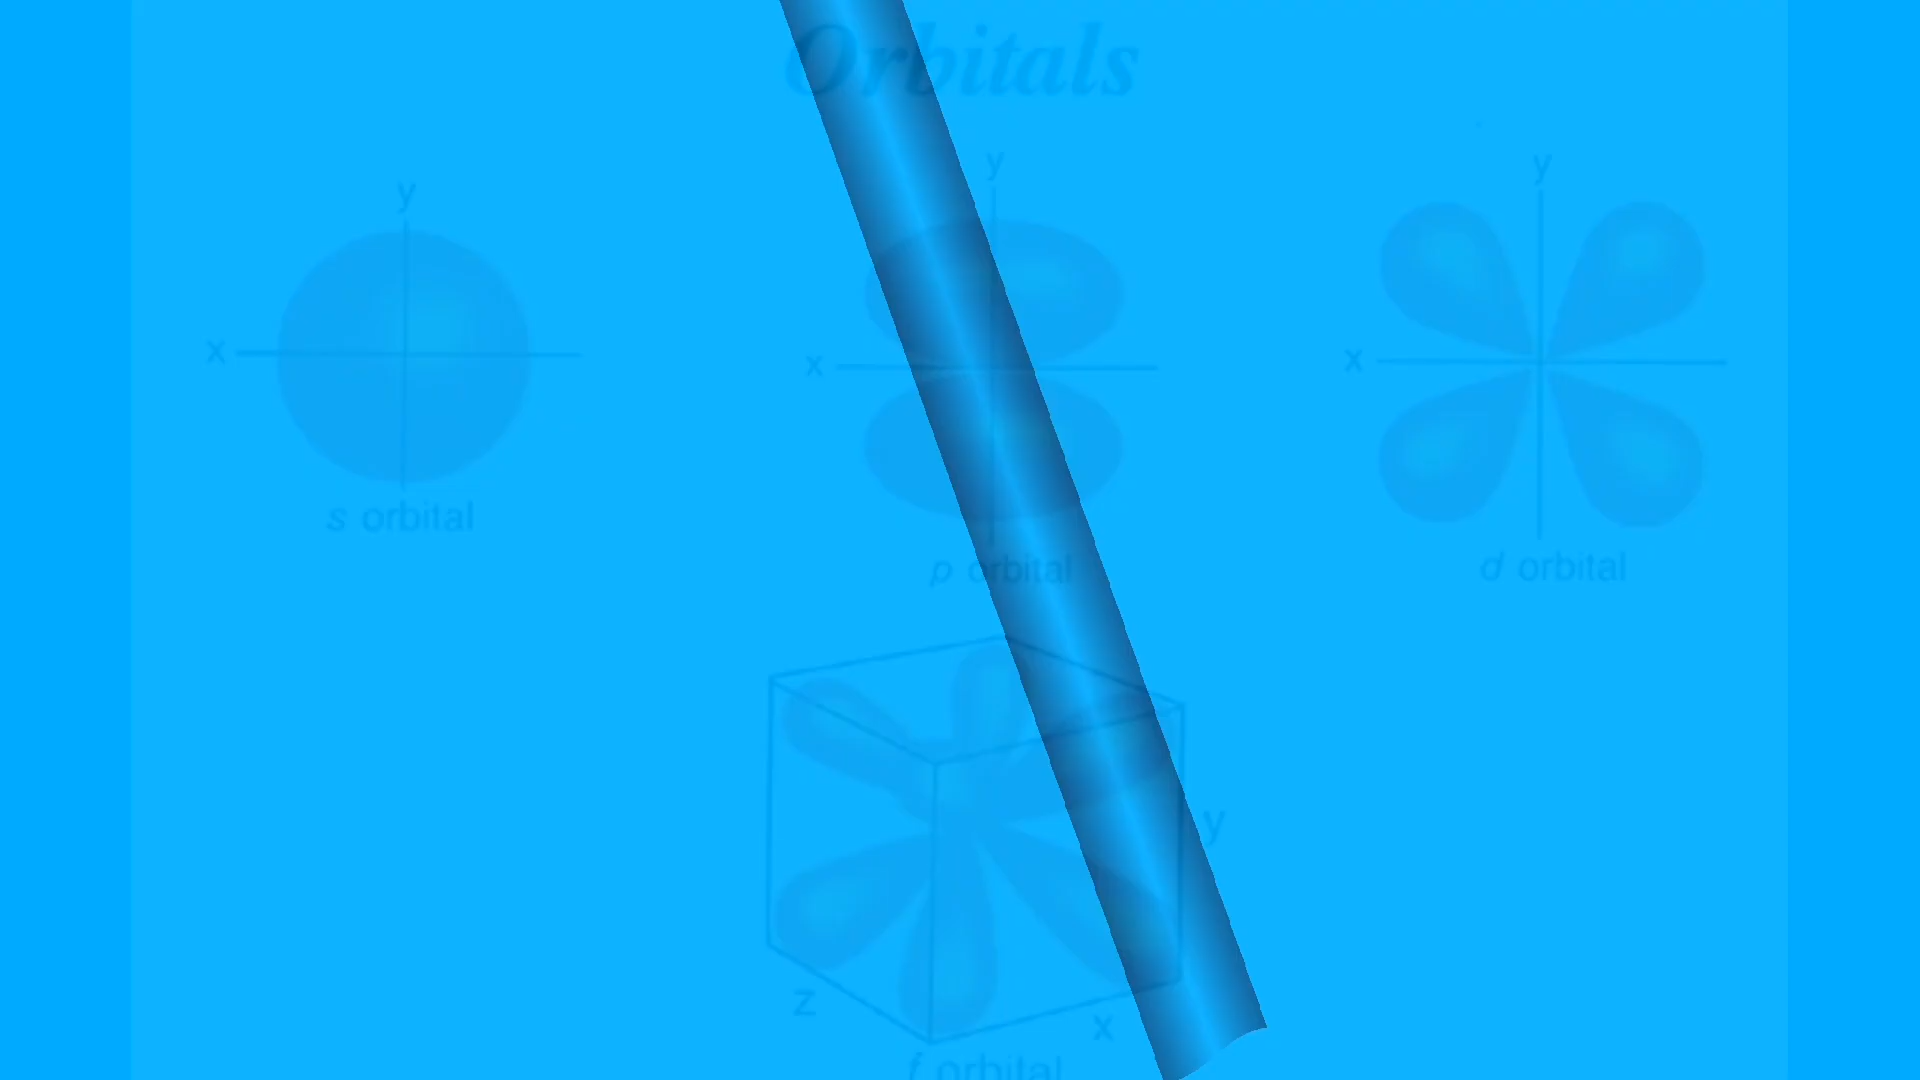 Orbitals
y
y
y
x
x
x
s orbital
p orbital
d orbital
y
z
x
f orbital